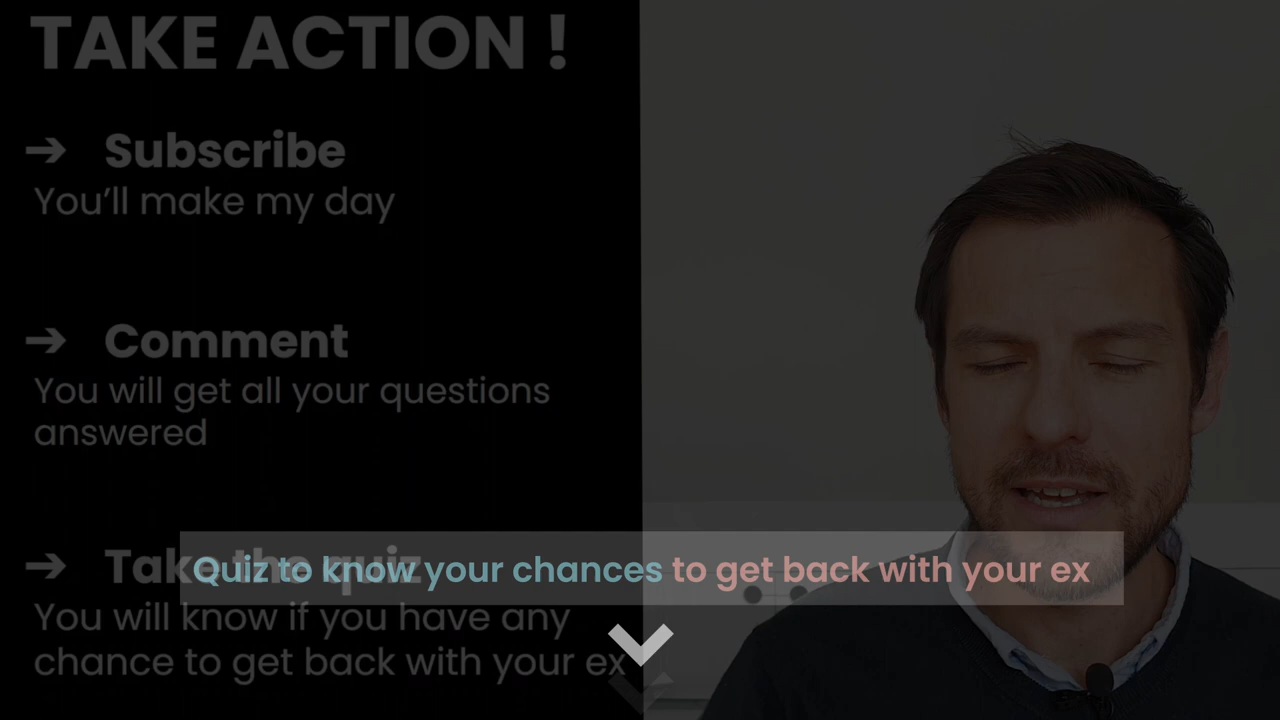 TAKE ACTION !
➔ Subscribe
You’ll make my day
➔ Comment
You will get all your questions
answered
➔ Take the quiz
Quiz to know your chances to get back with your ex
You will know if you have any
chance to get back with your ex